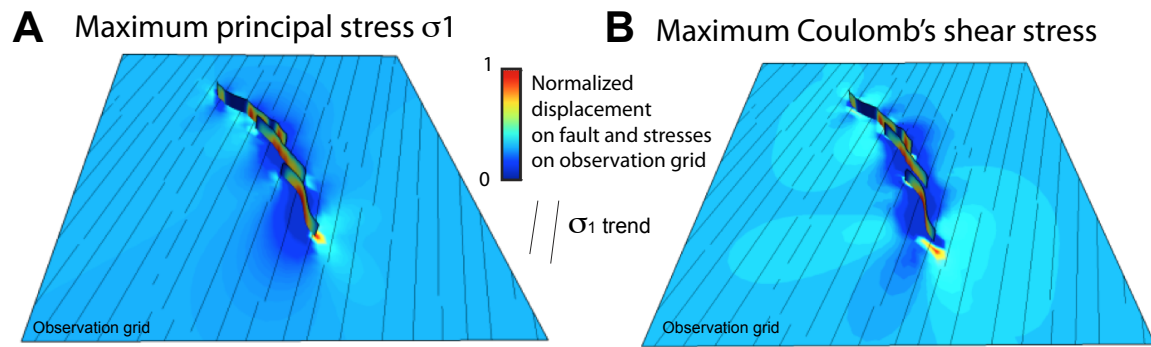 A Maximum principal stress σ1
B Maximum Coulomb's shear stress
1
Normalized
displacement
on fault and stresses
on observation grid
0
σ1 trend
Observation grid
Observation grid